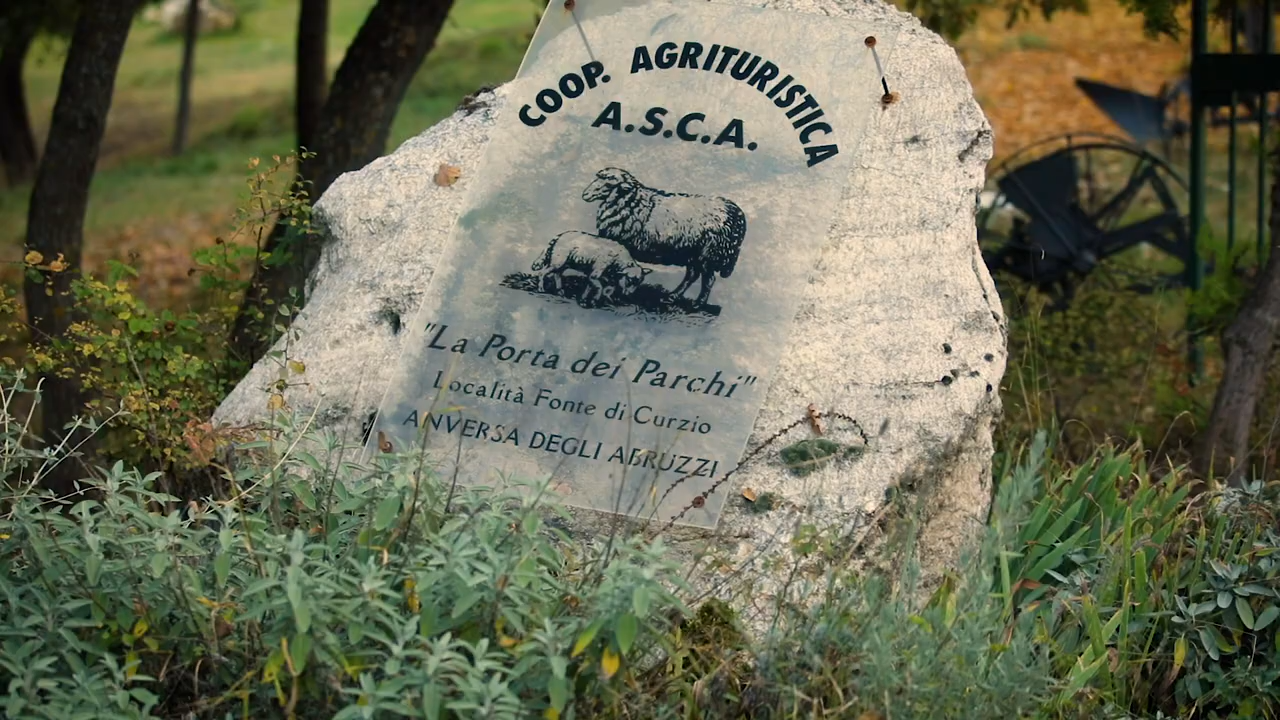 COOP. AGRITURISTICA
A.S.C.A.
"La Porta dei Parchi"
Località Fonte di Curzio
ANVERSA DEGLI ABRUZZI